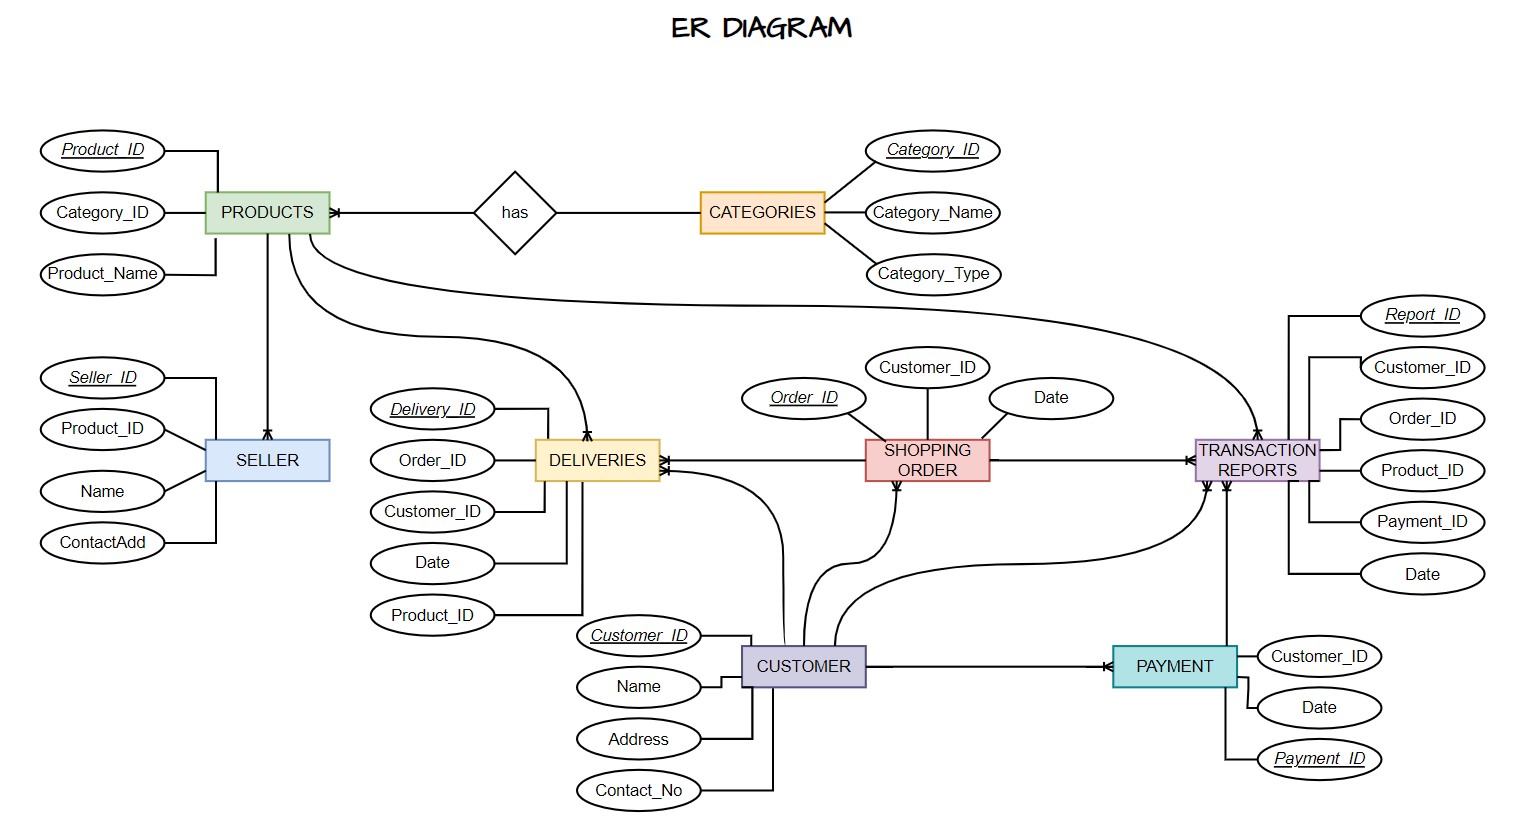 ER DIAGRAM
Product_ID
Category_ID
Product_Name
PRODUCTS
has
CATEGORIES
Category_ID
Category_Name
Category_Type
Seller_ID
Product_ID
Name
ContactAdd
SELLER
Delivery_ID
Order_ID
Customer_ID
Date
Product_ID
DELIVERIES
Order_ID
Customer_ID
Date
SHOPPING
ORDER
TRANSACTION
REPORTS
Report_ID
Customer_ID
Order_ID
Product_ID
Payment_ID
Date
Customer_ID
Name
Address
Contact_No
CUSTOMER
PAYMENT
Customer_ID
Date
Payment_ID